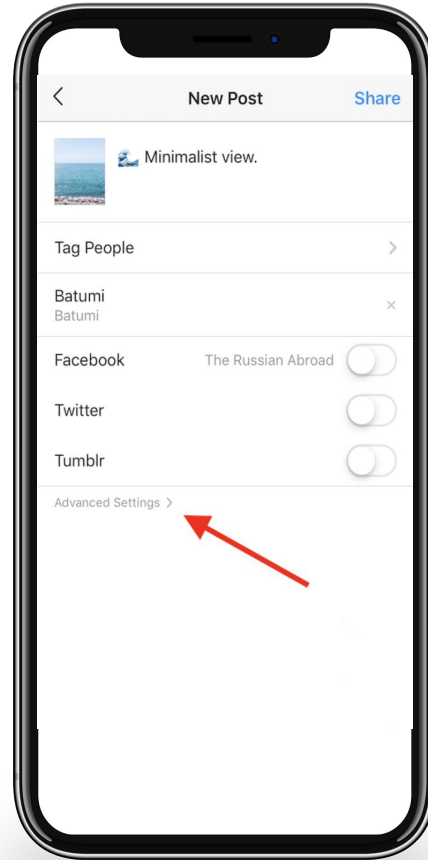 New Post Share
🌊 Minimalist view.
Tag People
Batumi
Batumi
Facebook The Russian Abroad
Twitter
Tumblr
Advanced Settings